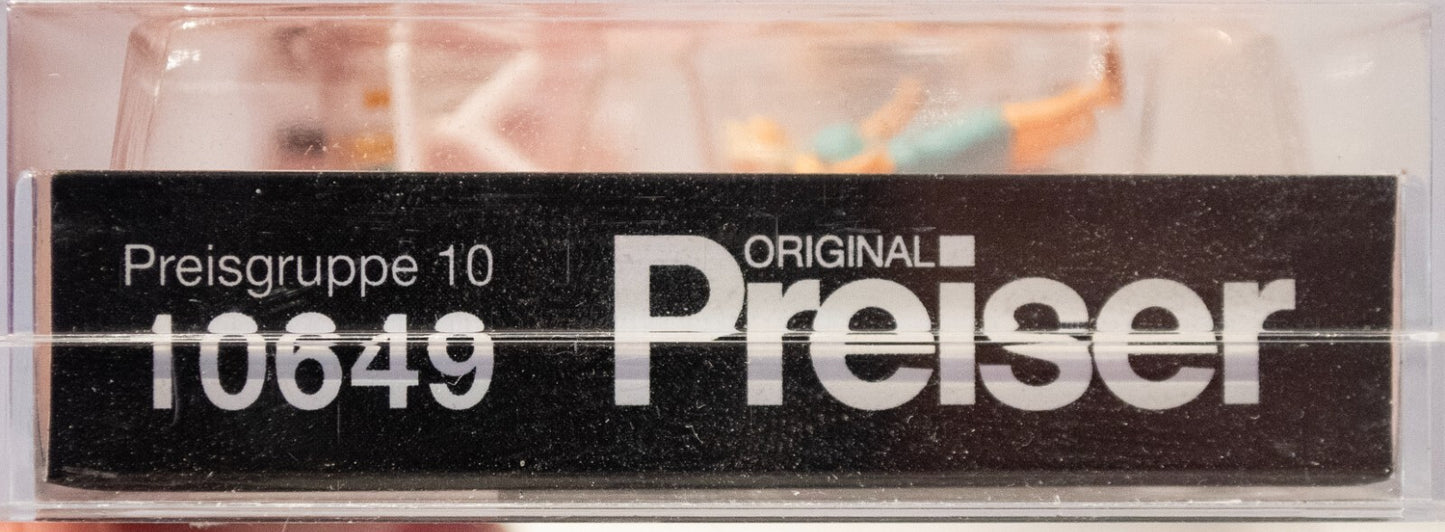 Preisgruppe 10
10649
ORIGINAL
Preiser